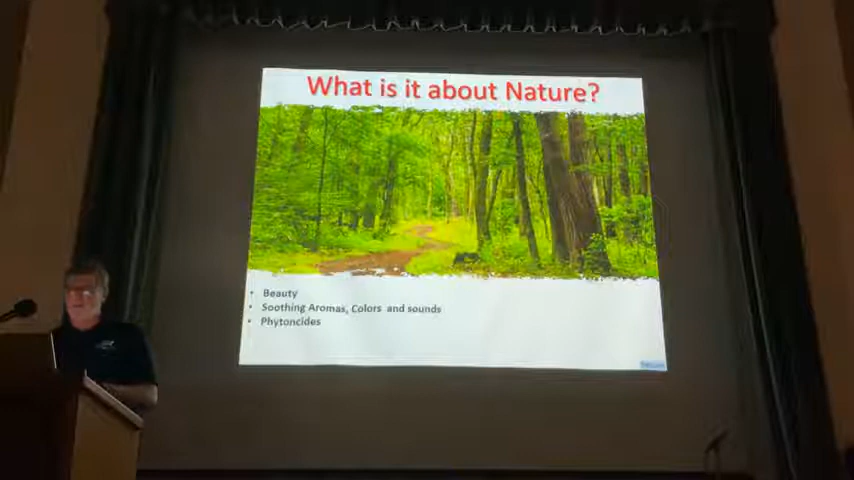 What is it about Nature?
• Beauty
• Soothing Aromas, Colors and sounds
• Phytoncides